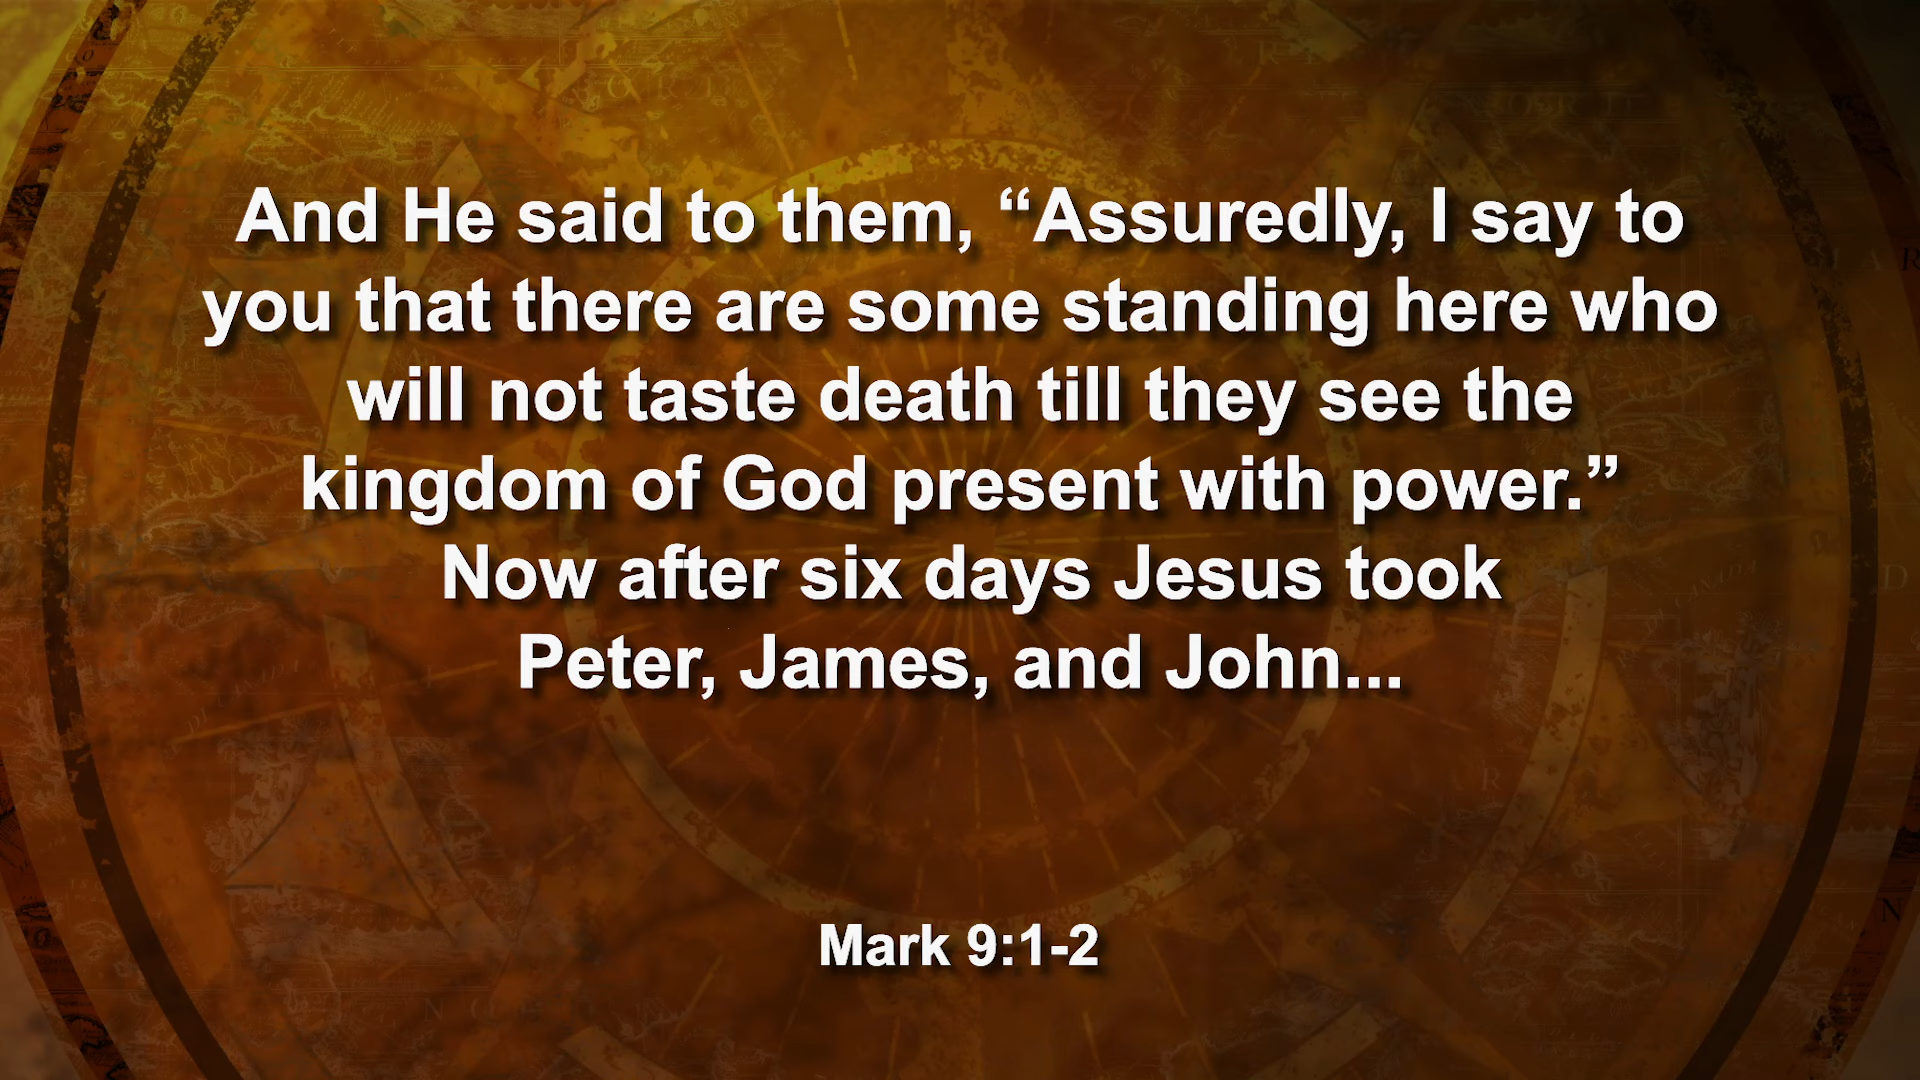 And He said to them, “Assuredly, I say to
you that there are some standing here who
will not taste death till they see the
kingdom of God present with power.”
Now after six days Jesus took
Peter, James, and John...
Mark 9:1-2